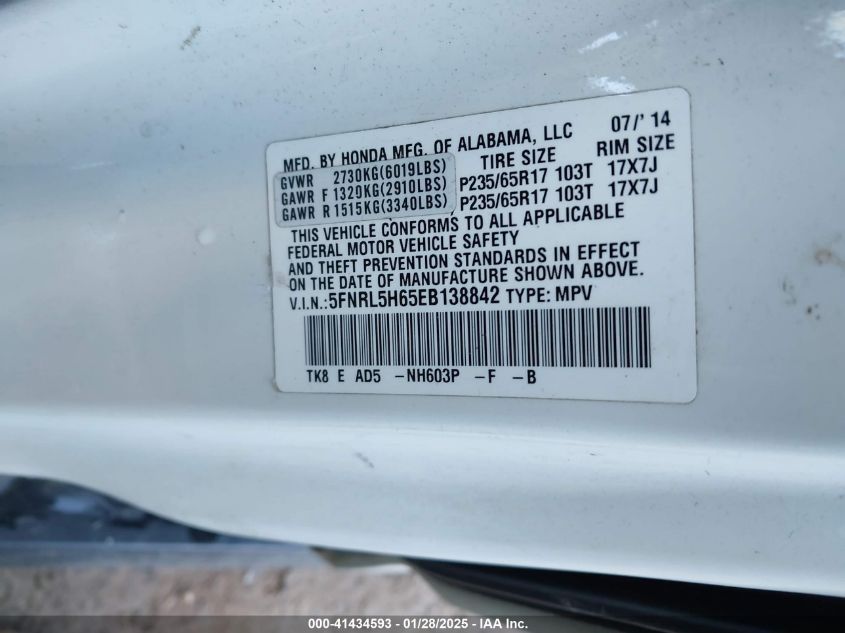 MFD. BY HONDA MFG. OF ALABAMA, LLC 07/' 14
TIRE SIZE RIM SIZE
GVWR 2730KG(6019LBS)
GAWR F 1320KG(2910LBS) P235/65R17 103T 17X7J
GAWR R 1515KG(3340LBS) P235/65R17 103T 17X7J
THIS VEHICLE CONFORMS TO ALL APPLICABLE
FEDERAL MOTOR VEHICLE SAFETY
AND THEFT PREVENTION STANDARDS IN EFFECT
ON THE DATE OF MANUFACTURE SHOWN ABOVE.
V.I.N.: 5FNRL5H65EB138842 TYPE: MPV
TK8 E AD5 -NH603P -F -B
000-41434593 - 01/28/2025 - IAA Inc.